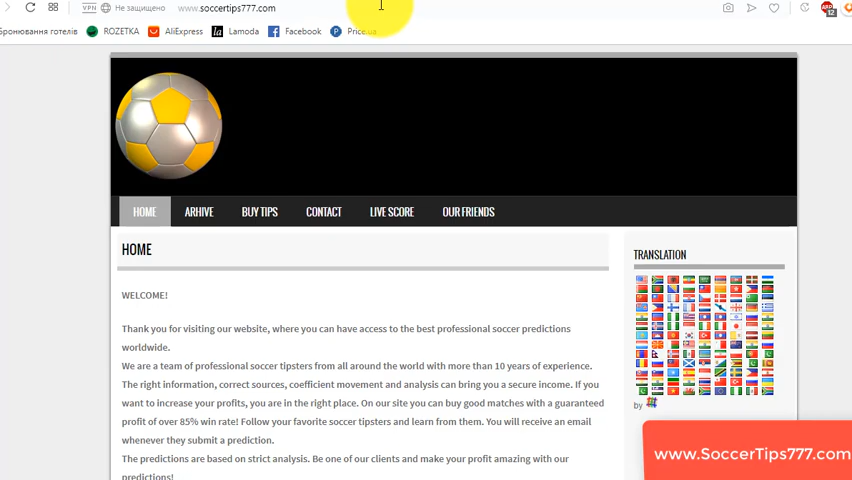 VPN Не защищено www.soccertips777.com
12
Бронювання готелів ROZETKA AliExpress la Lamoda Facebook Price.ua
HOME ARHIVE BUY TIPS CONTACT LIVE SCORE OUR FRIENDS
HOME
WELCOME!
Thank you for visiting our website, where you can have access to the best professional soccer predictions
worldwide.
We are a team of professional soccer tipsters from all around the world with more than 10 years of experience.
The right information, correct sources, coefficient movement and analysis can bring you a secure income. If you
want to increase your profits, you are in the right place. On our site you can buy good matches with a guaranteed
profit of over 85% win rate! Follow your favorite soccer tipsters and learn from them. You will receive an email
whenever they submit a prediction.
The predictions are based on strict analysis. Be one of our clients and make your profit amazing with our
predictions!
TRANSLATION
by
www.SoccerTips777.com